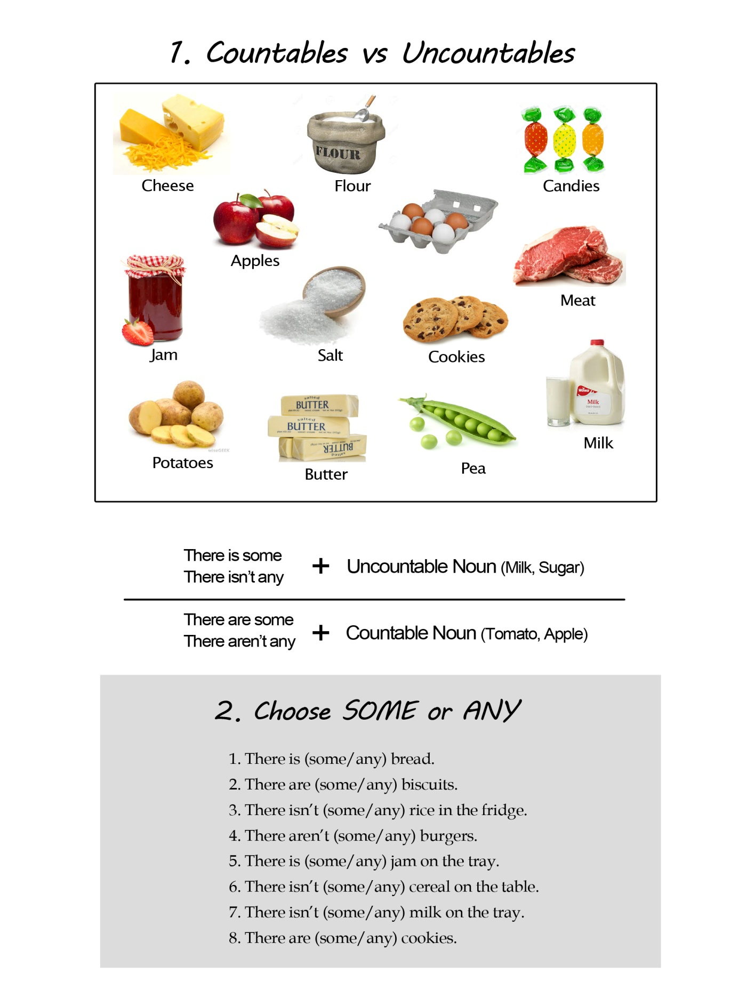 1. Countables vs Uncountables
FLOUR
Cheese
Flour
Candies
Apples
Meat
Jam
Salt
Cookies
salted
BUTTER
salted
BUTTER
BUTTER
salted
Wawa
Milk
wiseGEEK
Potatoes
Butter
Pea
Milk
There is some
There isn't any
+ Uncountable Noun (Milk, Sugar)
There are some
There aren't any
+ Countable Noun (Tomato, Apple)
2. Choose SOME or ANY
1. There is (some/any) bread.
2. There are (some/any) biscuits.
3. There isn't (some/any) rice in the fridge.
4. There aren't (some/any) burgers.
5. There is (some/any) jam on the tray.
6. There isn't (some/any) cereal on the table.
7. There isn't (some/any) milk on the tray.
8. There are (some/any) cookies.